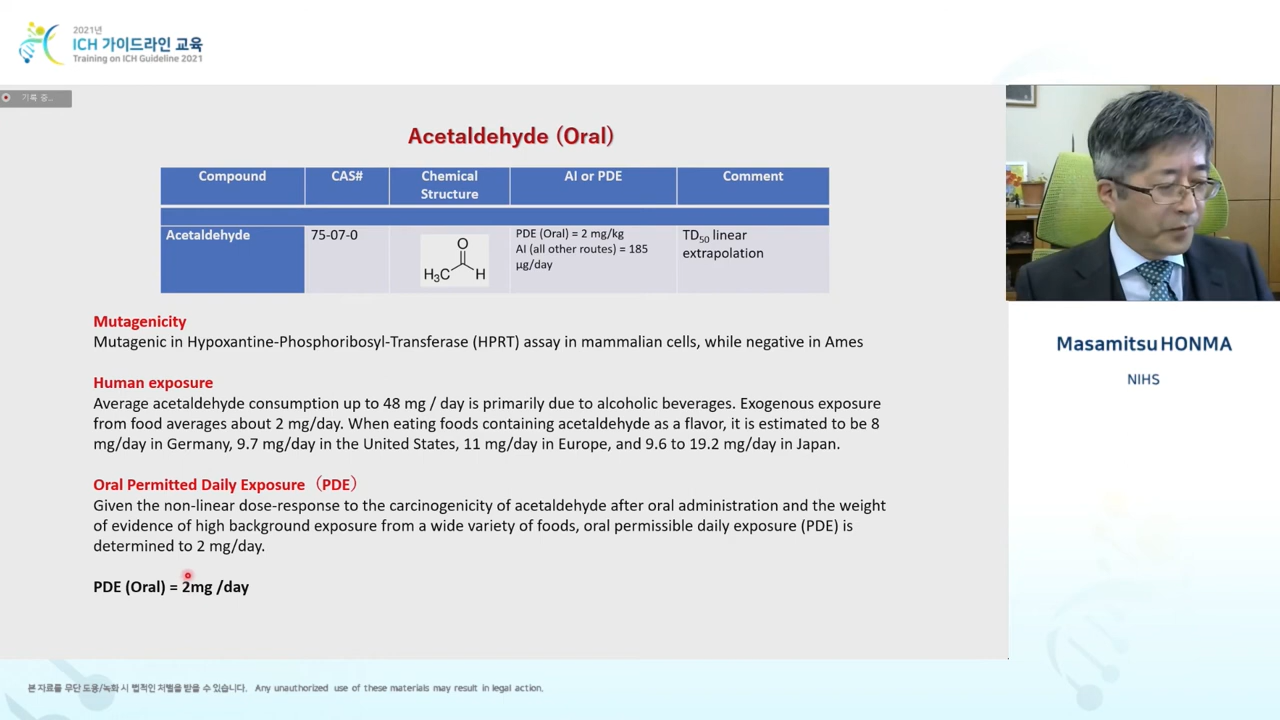 2021년
ICH 가이드라인 교육
Training on ICH Guideline 2021
기록 중...
Acetaldehyde (Oral)
Compound CAS# Chemical Structure AI or PDE Comment
Acetaldehyde 75-07-0
O
H3C H
PDE (Oral) = 2 mg/kg
AI (all other routes) = 185
µg/day
TD50 linear
extrapolation
Mutagenicity
Mutagenic in Hypoxantine-Phosphoribosyl-Transferase (HPRT) assay in mammalian cells, while negative in Ames
Human exposure
Average acetaldehyde consumption up to 48 mg / day is primarily due to alcoholic beverages. Exogenous exposure
from food averages about 2 mg/day. When eating foods containing acetaldehyde as a flavor, it is estimated to be 8
mg/day in Germany, 9.7 mg/day in the United States, 11 mg/day in Europe, and 9.6 to 19.2 mg/day in Japan.
Oral Permitted Daily Exposure（PDE）
Given the non-linear dose-response to the carcinogenicity of acetaldehyde after oral administration and the weight
of evidence of high background exposure from a wide variety of foods, oral permissible daily exposure (PDE) is
determined to 2 mg/day.
PDE (Oral) = 2mg /day
Masamitsu HONMA
NIHS
본 자료를 무단 도용/녹화 시 법적인 처벌을 받을 수 있습니다. Any unauthorized use of these materials may result in legal action.